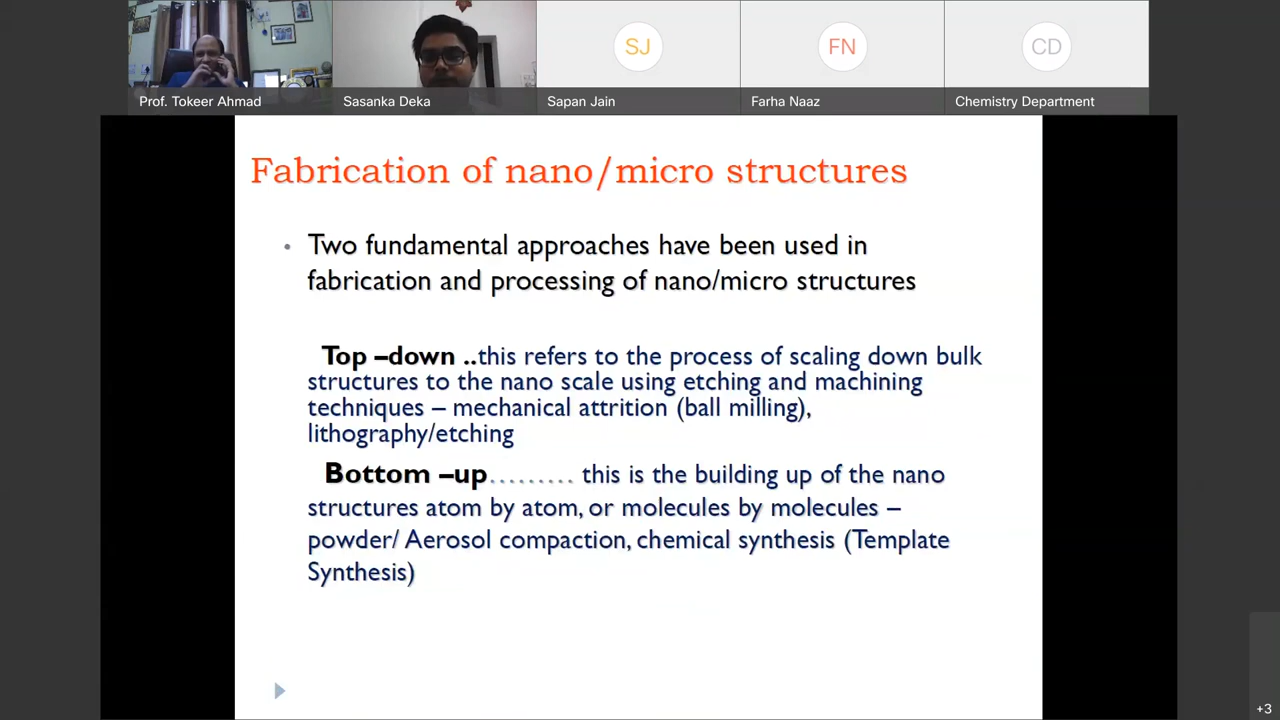 SJ
FN
CD
Prof. Tokeer Ahmad
Sasanka Deka
Sapan Jain
Farha Naaz
Chemistry Department
Fabrication of nano/micro structures
• Two fundamental approaches have been used in
fabrication and processing of nano/micro structures
Top –down ..this refers to the process of scaling down bulk
structures to the nano scale using etching and machining
techniques – mechanical attrition (ball milling),
lithography/etching
Bottom –up......... this is the building up of the nano
structures atom by atom, or molecules by molecules –
powder/ Aerosol compaction, chemical synthesis (Template
Synthesis)
+3